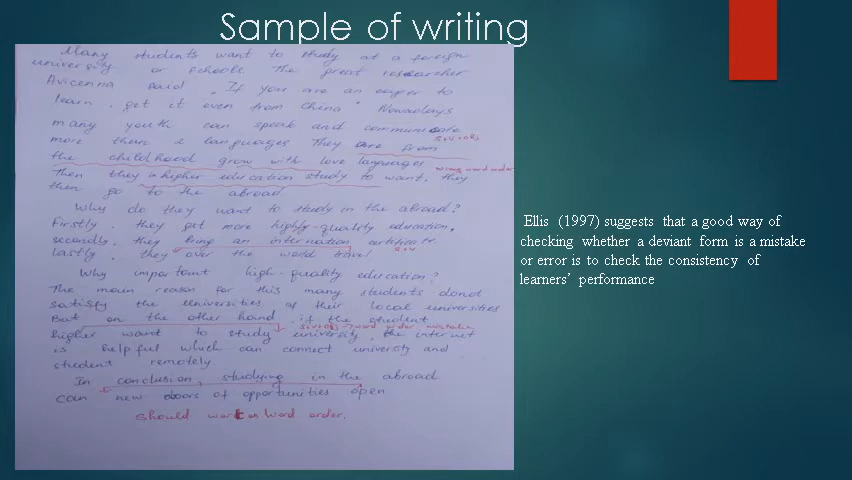 Sample of writing
Many students want to study at a foreign
university or schools The great researcher
Avicenna said „ If you are an eager to
learn, get it even from China " Nowadays
many youth can speak and communicate
more then 2 languages They are from
the childhood grow with love languages wrong word order
Then they in higher education study to want. they
then go to the abroad
Why do they want to study in the abroad?
Firstly, they get more highly-quality education,
secondly, they bring an internation
lastly, they over the world travel
Why important high-quality education?
The main reason for this many students donot
satisfy the universities of their local universities
But on the other hand if the student
word order mistake
higher want to study university, the internet
is helpful which can connect university and
student remotely
In conclusion, studying in the abroad
can new doors of opportunities open
should work on word order.
Ellis (1997) suggests that a good way of
checking whether a deviant form is a mistake
or error is to check the consistency of
learners' performance